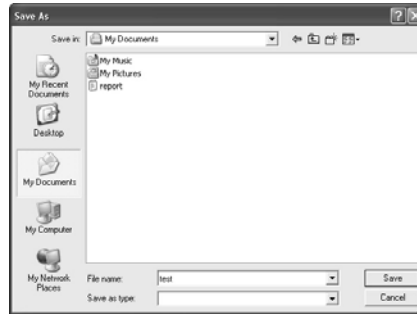 Save As
Save in:
My Documents
My Recent
Documents
Desktop
My Documents
My Computer
My Network
Places
My Music
My Pictures
report
File name:
test
Save
Save as type:
Cancel